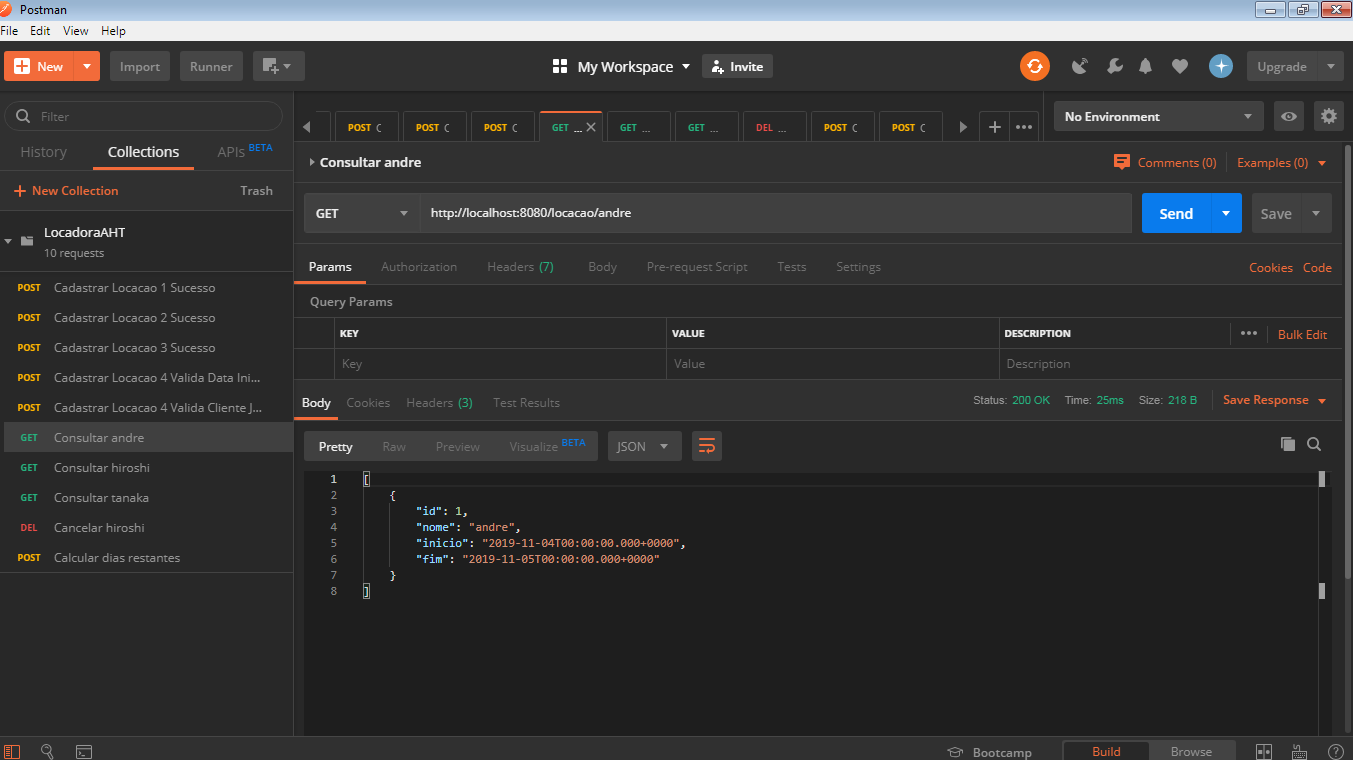 Postman
File Edit View Help
New Import Runner My Workspace Invite Upgrade
Filter
History Collections APIs BETA
New Collection Trash
LocadoraAHT
10 requests
POST Cadastrar Locacao 1 Sucesso
POST Cadastrar Locacao 2 Sucesso
POST Cadastrar Locacao 3 Sucesso
POST Cadastrar Locacao 4 Valida Data Ini...
POST Cadastrar Locacao 4 Valida Cliente J...
GET Consultar andre
GET Consultar hiroshi
GET Consultar tanaka
DEL Cancelar hiroshi
POST Calcular dias restantes
POST C POST C POST C GET ... GET ... GET ... DEL ... POST C POST C
No Environment
Consultar andre Comments (0) Examples (0)
GET http://localhost:8080/locacao/andre Send Save
Params Authorization Headers (7) Body Pre-request Script Tests Settings Cookies Code
Query Params
KEY VALUE DESCRIPTION Bulk Edit
Key Value Description
Body Cookies Headers (3) Test Results Status: 200 OK Time: 25ms Size: 218 B Save Response
Pretty Raw Preview Visualize BETA JSON
1 [
2 {
3 "id": 1,
4 "nome": "andre",
5 "inicio": "2019-11-04T00:00:00.000+0000",
6 "fim": "2019-11-05T00:00:00.000+0000"
7 }
8 ]
Bootcamp Build Browse